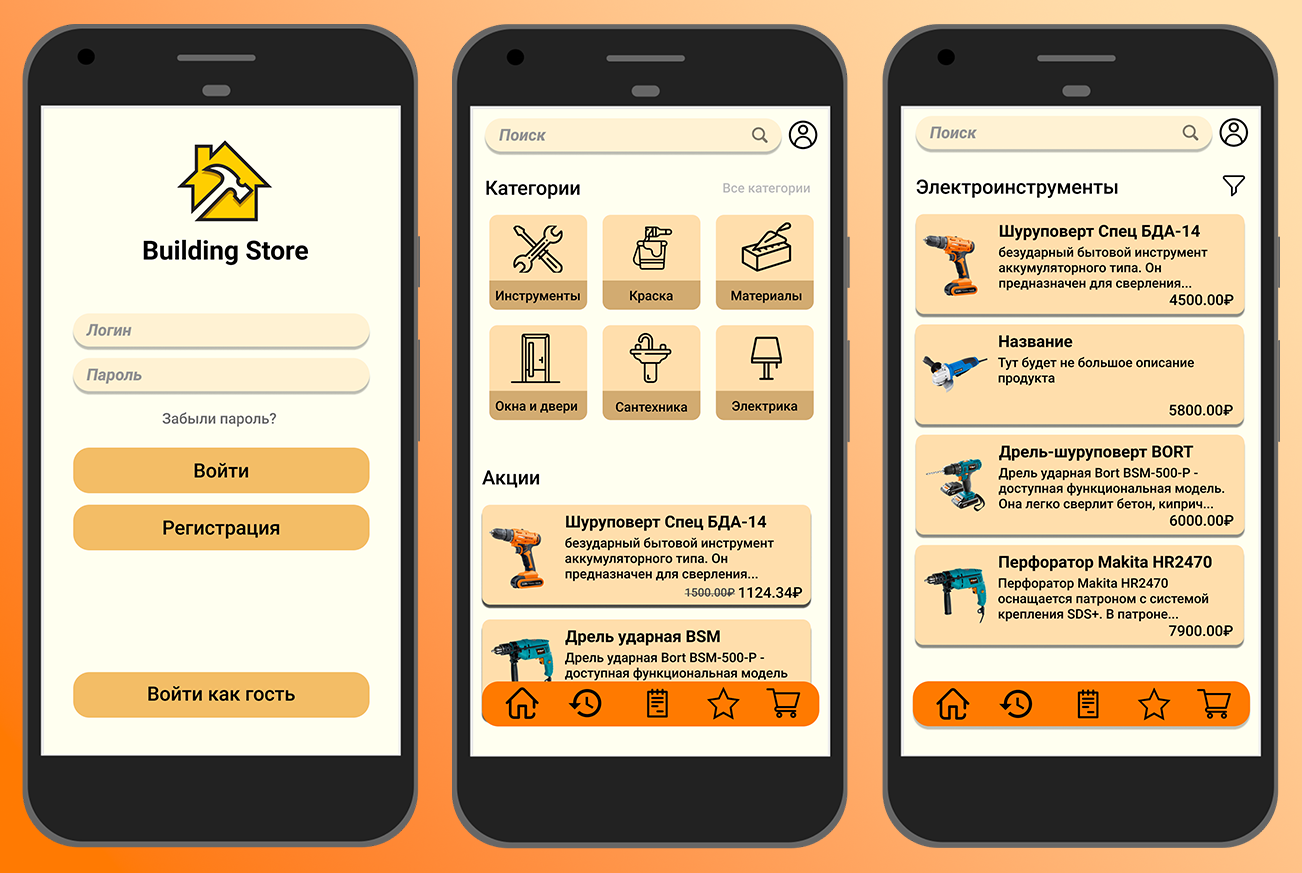 Building Store
Логин
Пароль
Забыли пароль?
Войти
Регистрация
Войти как гость
Поиск
Категории
Все категории
Инструменты
Краска
Материалы
Окна и двери
Сантехника
Электрика
Акции
Шуруповерт Спец БДА-14
безударный бытовой инструмент
аккумуляторного типа. Он
предназначен для сверления...
1500.00₽ 1124.34₽
Дрель ударная BSM
Дрель ударная Bort BSM-500-P -
доступная функциональная модель
Поиск
Электроинструменты
Шуруповерт Спец БДА-14
безударный бытовой инструмент
аккумуляторного типа. Он
предназначен для сверления...
4500.00₽
Название
Тут будет не большое описание
продукта
5800.00₽
Дрель-шуруповерт BORT
Дрель ударная Bort BSM-500-P -
доступная функциональная модель.
Она легко сверлит бетон, киприч...
6000.00₽
Перфоратор Makita HR2470
Перфоратор Makita HR2470
оснащается патроном с системой
крепления SDS+. В патроне...
7900.00₽